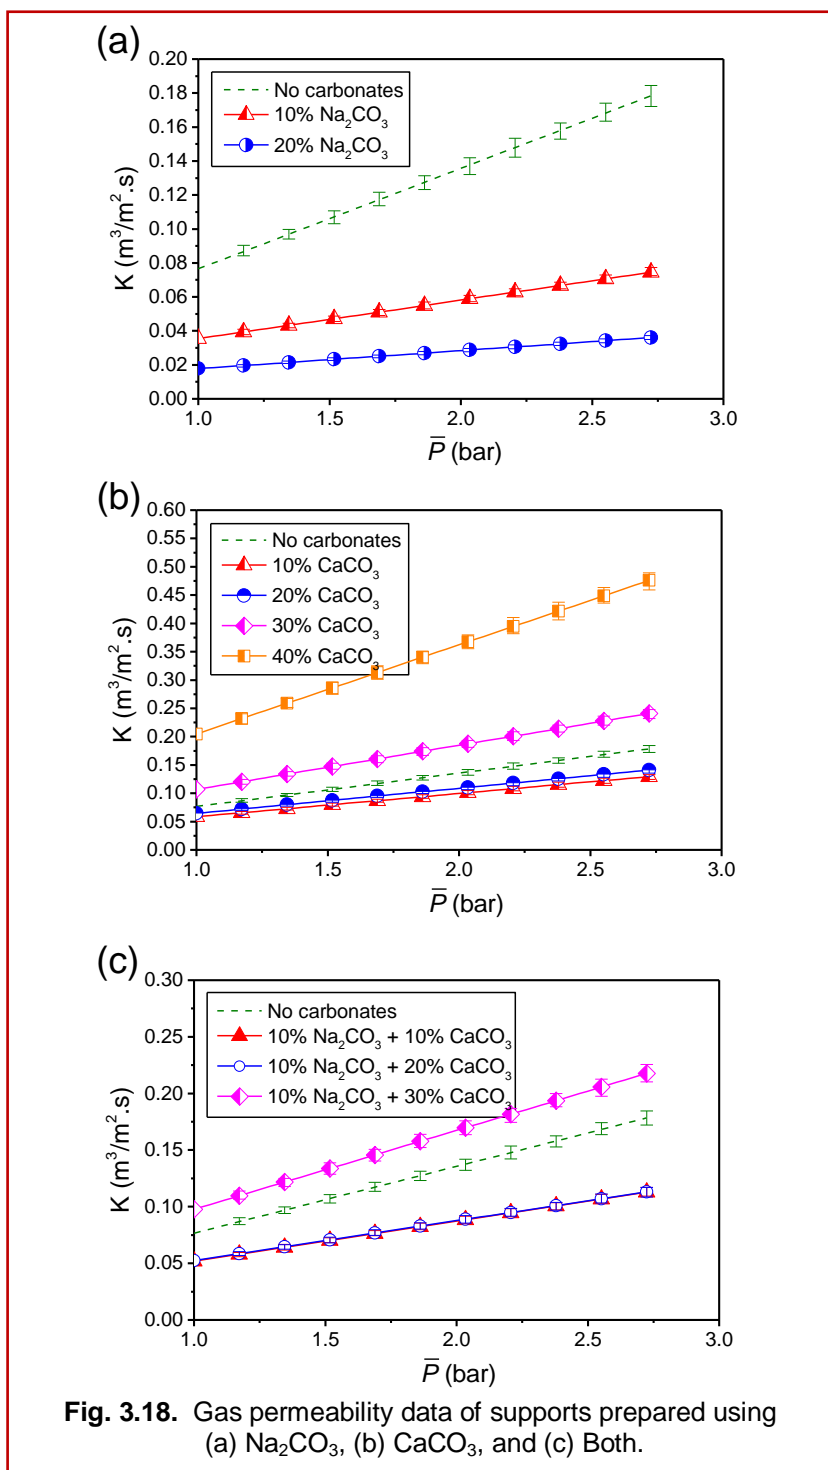 (a)
0.20
0.18
0.16
0.14
0.12
0.10
0.08
0.06
0.04
0.02
0.00
K (m³/m².s)
No carbonates
10% Na₂CO₃
20% Na₂CO₃
1.0 1.5 2.0 2.5 3.0
P̅ (bar)
(b)
0.60
0.55
0.50
0.45
0.40
0.35
0.30
0.25
0.20
0.15
0.10
0.05
0.00
K (m³/m².s)
No carbonates
10% CaCO₃
20% CaCO₃
30% CaCO₃
40% CaCO₃
1.0 1.5 2.0 2.5 3.0
P̅ (bar)
(c)
0.30
0.25
0.20
0.15
0.10
0.05
0.00
K (m³/m².s)
No carbonates
10% Na₂CO₃ + 10% CaCO₃
10% Na₂CO₃ + 20% CaCO₃
10% Na₂CO₃ + 30% CaCO₃
1.0 1.5 2.0 2.5 3.0
P̅ (bar)
Fig. 3.18. Gas permeability data of supports prepared using
(a) Na₂CO₃, (b) CaCO₃, and (c) Both.